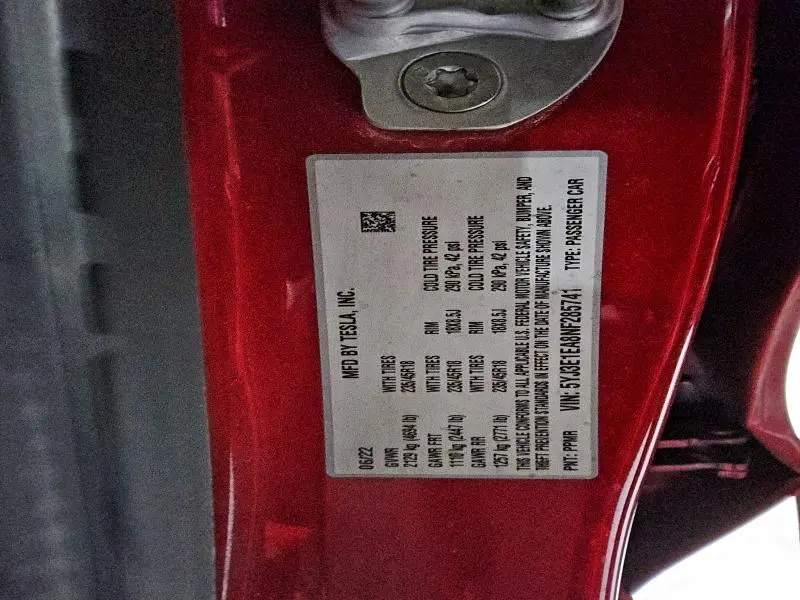 MFD BY TESLA, INC.
06/22
GVWR WITH TIRES
2129 kg (4694 lb) 235/45R18
GAWR FRT WITH TIRES RIM COLD TIRE PRESSURE
1110 kg (2447 lb) 235/45R18 18X8.5J 290 kPa, 42 psi
GAWR RR WITH TIRES RIM COLD TIRE PRESSURE
1257 kg (2771 lb) 235/45R18 18X8.5J 290 kPa, 42 psi
THIS VEHICLE CONFORMS TO ALL APPLICABLE U.S. FEDERAL MOTOR VEHICLE SAFETY, BUMPER, AND
THEFT PREVENTION STANDARDS IN EFFECT ON THE DATE OF MANUFACTURE SHOWN ABOVE.
PNT: PPMR VIN: 5YJ3E1EA8NF285741 TYPE: PASSENGER CAR